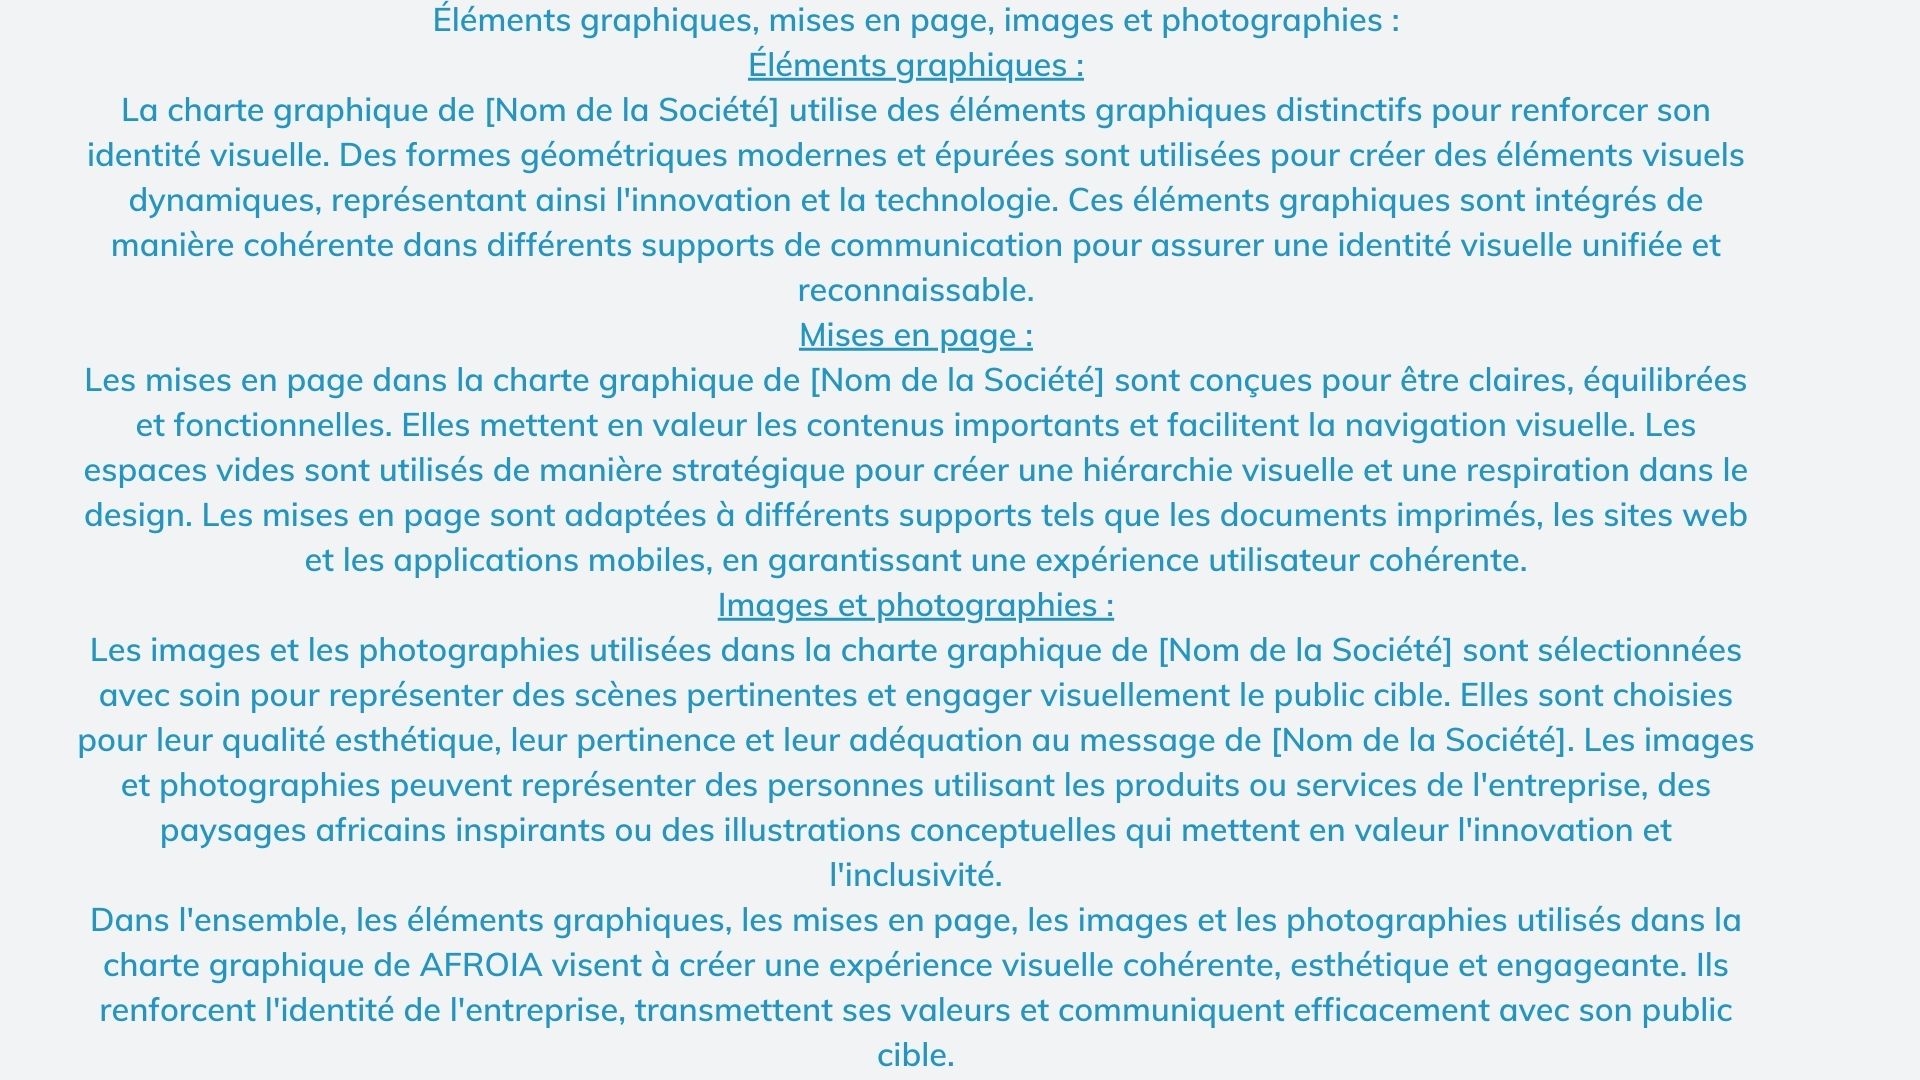 Éléments graphiques, mises en page, images et photographies :
Éléments graphiques :
La charte graphique de [Nom de la Société] utilise des éléments graphiques distinctifs pour renforcer son
identité visuelle. Des formes géométriques modernes et épurées sont utilisées pour créer des éléments visuels
dynamiques, représentant ainsi l'innovation et la technologie. Ces éléments graphiques sont intégrés de
manière cohérente dans différents supports de communication pour assurer une identité visuelle unifiée et
reconnaissable.
Mises en page :
Les mises en page dans la charte graphique de [Nom de la Société] sont conçues pour être claires, équilibrées
et fonctionnelles. Elles mettent en valeur les contenus importants et facilitent la navigation visuelle. Les
espaces vides sont utilisés de manière stratégique pour créer une hiérarchie visuelle et une respiration dans le
design. Les mises en page sont adaptées à différents supports tels que les documents imprimés, les sites web
et les applications mobiles, en garantissant une expérience utilisateur cohérente.
Images et photographies :
Les images et les photographies utilisées dans la charte graphique de [Nom de la Société] sont sélectionnées
avec soin pour représenter des scènes pertinentes et engager visuellement le public cible. Elles sont choisies
pour leur qualité esthétique, leur pertinence et leur adéquation au message de [Nom de la Société]. Les images
et photographies peuvent représenter des personnes utilisant les produits ou services de l'entreprise, des
paysages africains inspirants ou des illustrations conceptuelles qui mettent en valeur l'innovation et
l'inclusivité.
Dans l'ensemble, les éléments graphiques, les mises en page, les images et les photographies utilisés dans la
charte graphique de AFROIA visent à créer une expérience visuelle cohérente, esthétique et engageante. Ils
renforcent l'identité de l'entreprise, transmettent ses valeurs et communiquent efficacement avec son public
cible.